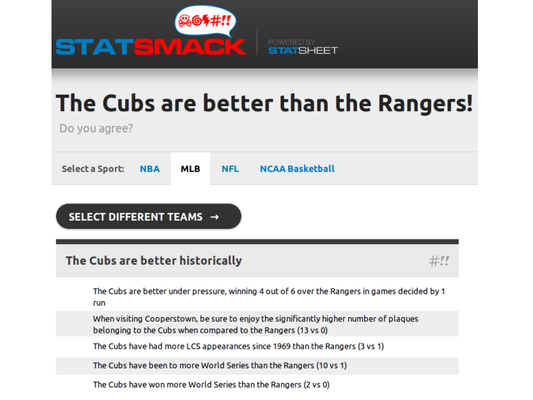 #!!
STATSMACK
POWERED BY
STATSHEET
The Cubs are better than the Rangers!
Do you agree?
Select a Sport: NBA MLB NFL NCAA Basketball
SELECT DIFFERENT TEAMS →
The Cubs are better historically #!!
The Cubs are better under pressure, winning 4 out of 6 over the Rangers in games decided by 1
run
When visiting Cooperstown, be sure to enjoy the significantly higher number of plaques
belonging to the Cubs when compared to the Rangers (13 vs 0)
The Cubs have had more LCS appearances since 1969 than the Rangers (3 vs 1)
The Cubs have been to more World Series than the Rangers (10 vs 1)
The Cubs have won more World Series than the Rangers (2 vs 0)